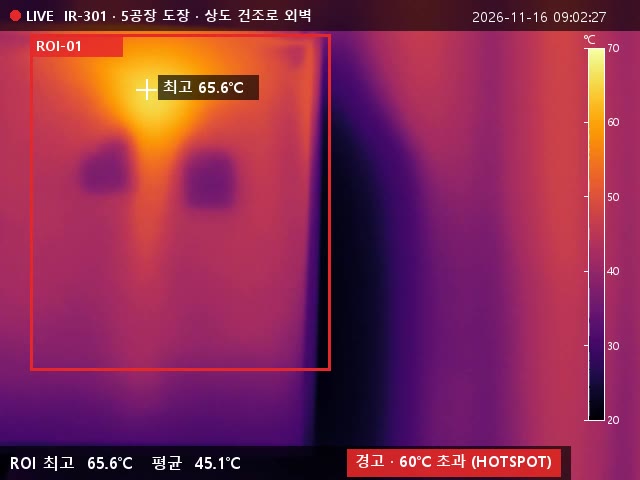 LIVE IR-301 · 5공장 도장 · 상도 건조로 외벽
2026-11-16 09:02:27
℃
ROI-01
최고 65.6℃
70
60
50
40
30
20
ROI 최고 65.6℃ 평균 45.1℃
경고 · 60℃ 초과 (HOTSPOT)